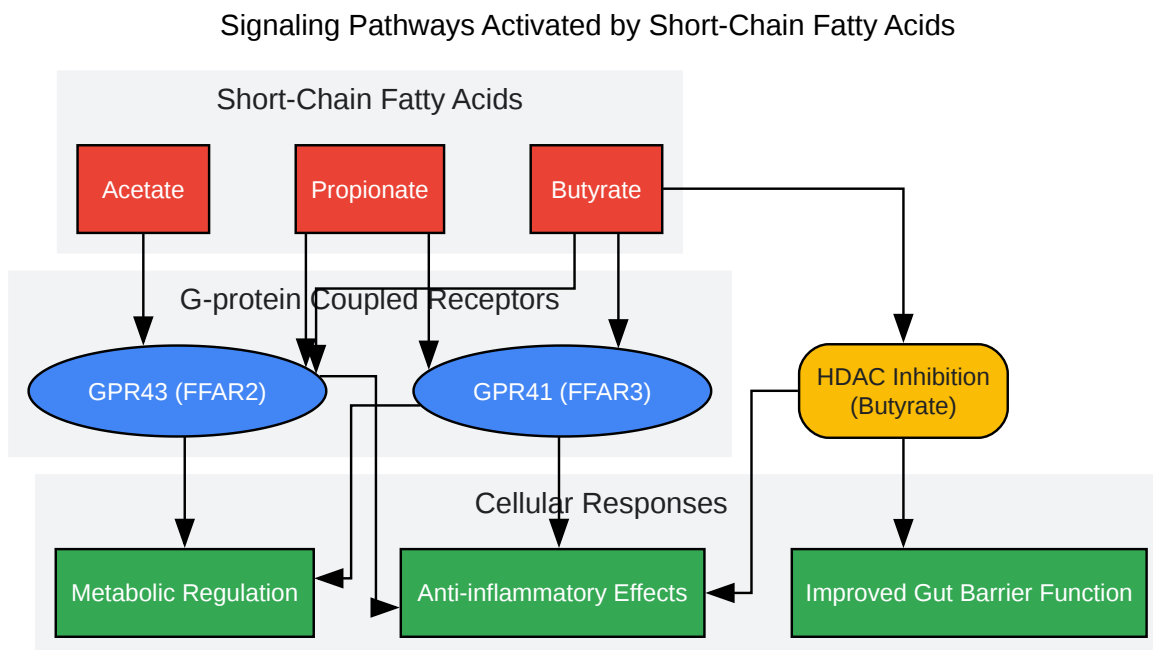 Signaling Pathways Activated by Short-Chain Fatty Acids
Short-Chain Fatty Acids
Acetate
Propionate
Butyrate
G-protein Coupled Receptors
GPR43 (FFAR2)
GPR41 (FFAR3)
HDAC Inhibition
(Butyrate)
Cellular Responses
Metabolic Regulation
Anti-inflammatory Effects
Improved Gut Barrier Function